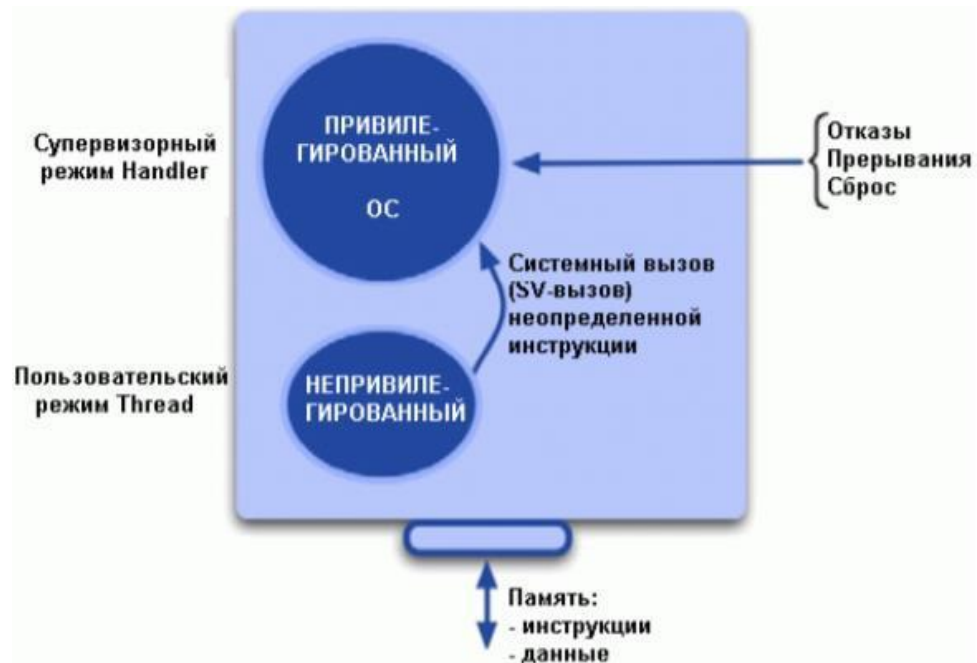 Супервизорный
режим Handler
ПРИВИЛЕ-
ГИРОВАННЫЙ
ОС
Отказы
Прерывания
Сброс
Системный вызов
(SV-вызов)
неопределенной
инструкции
Пользовательский
режим Thread
НЕПРИВИЛЕ-
ГИРОВАННЫЙ
Память:
- инструкции
- данные